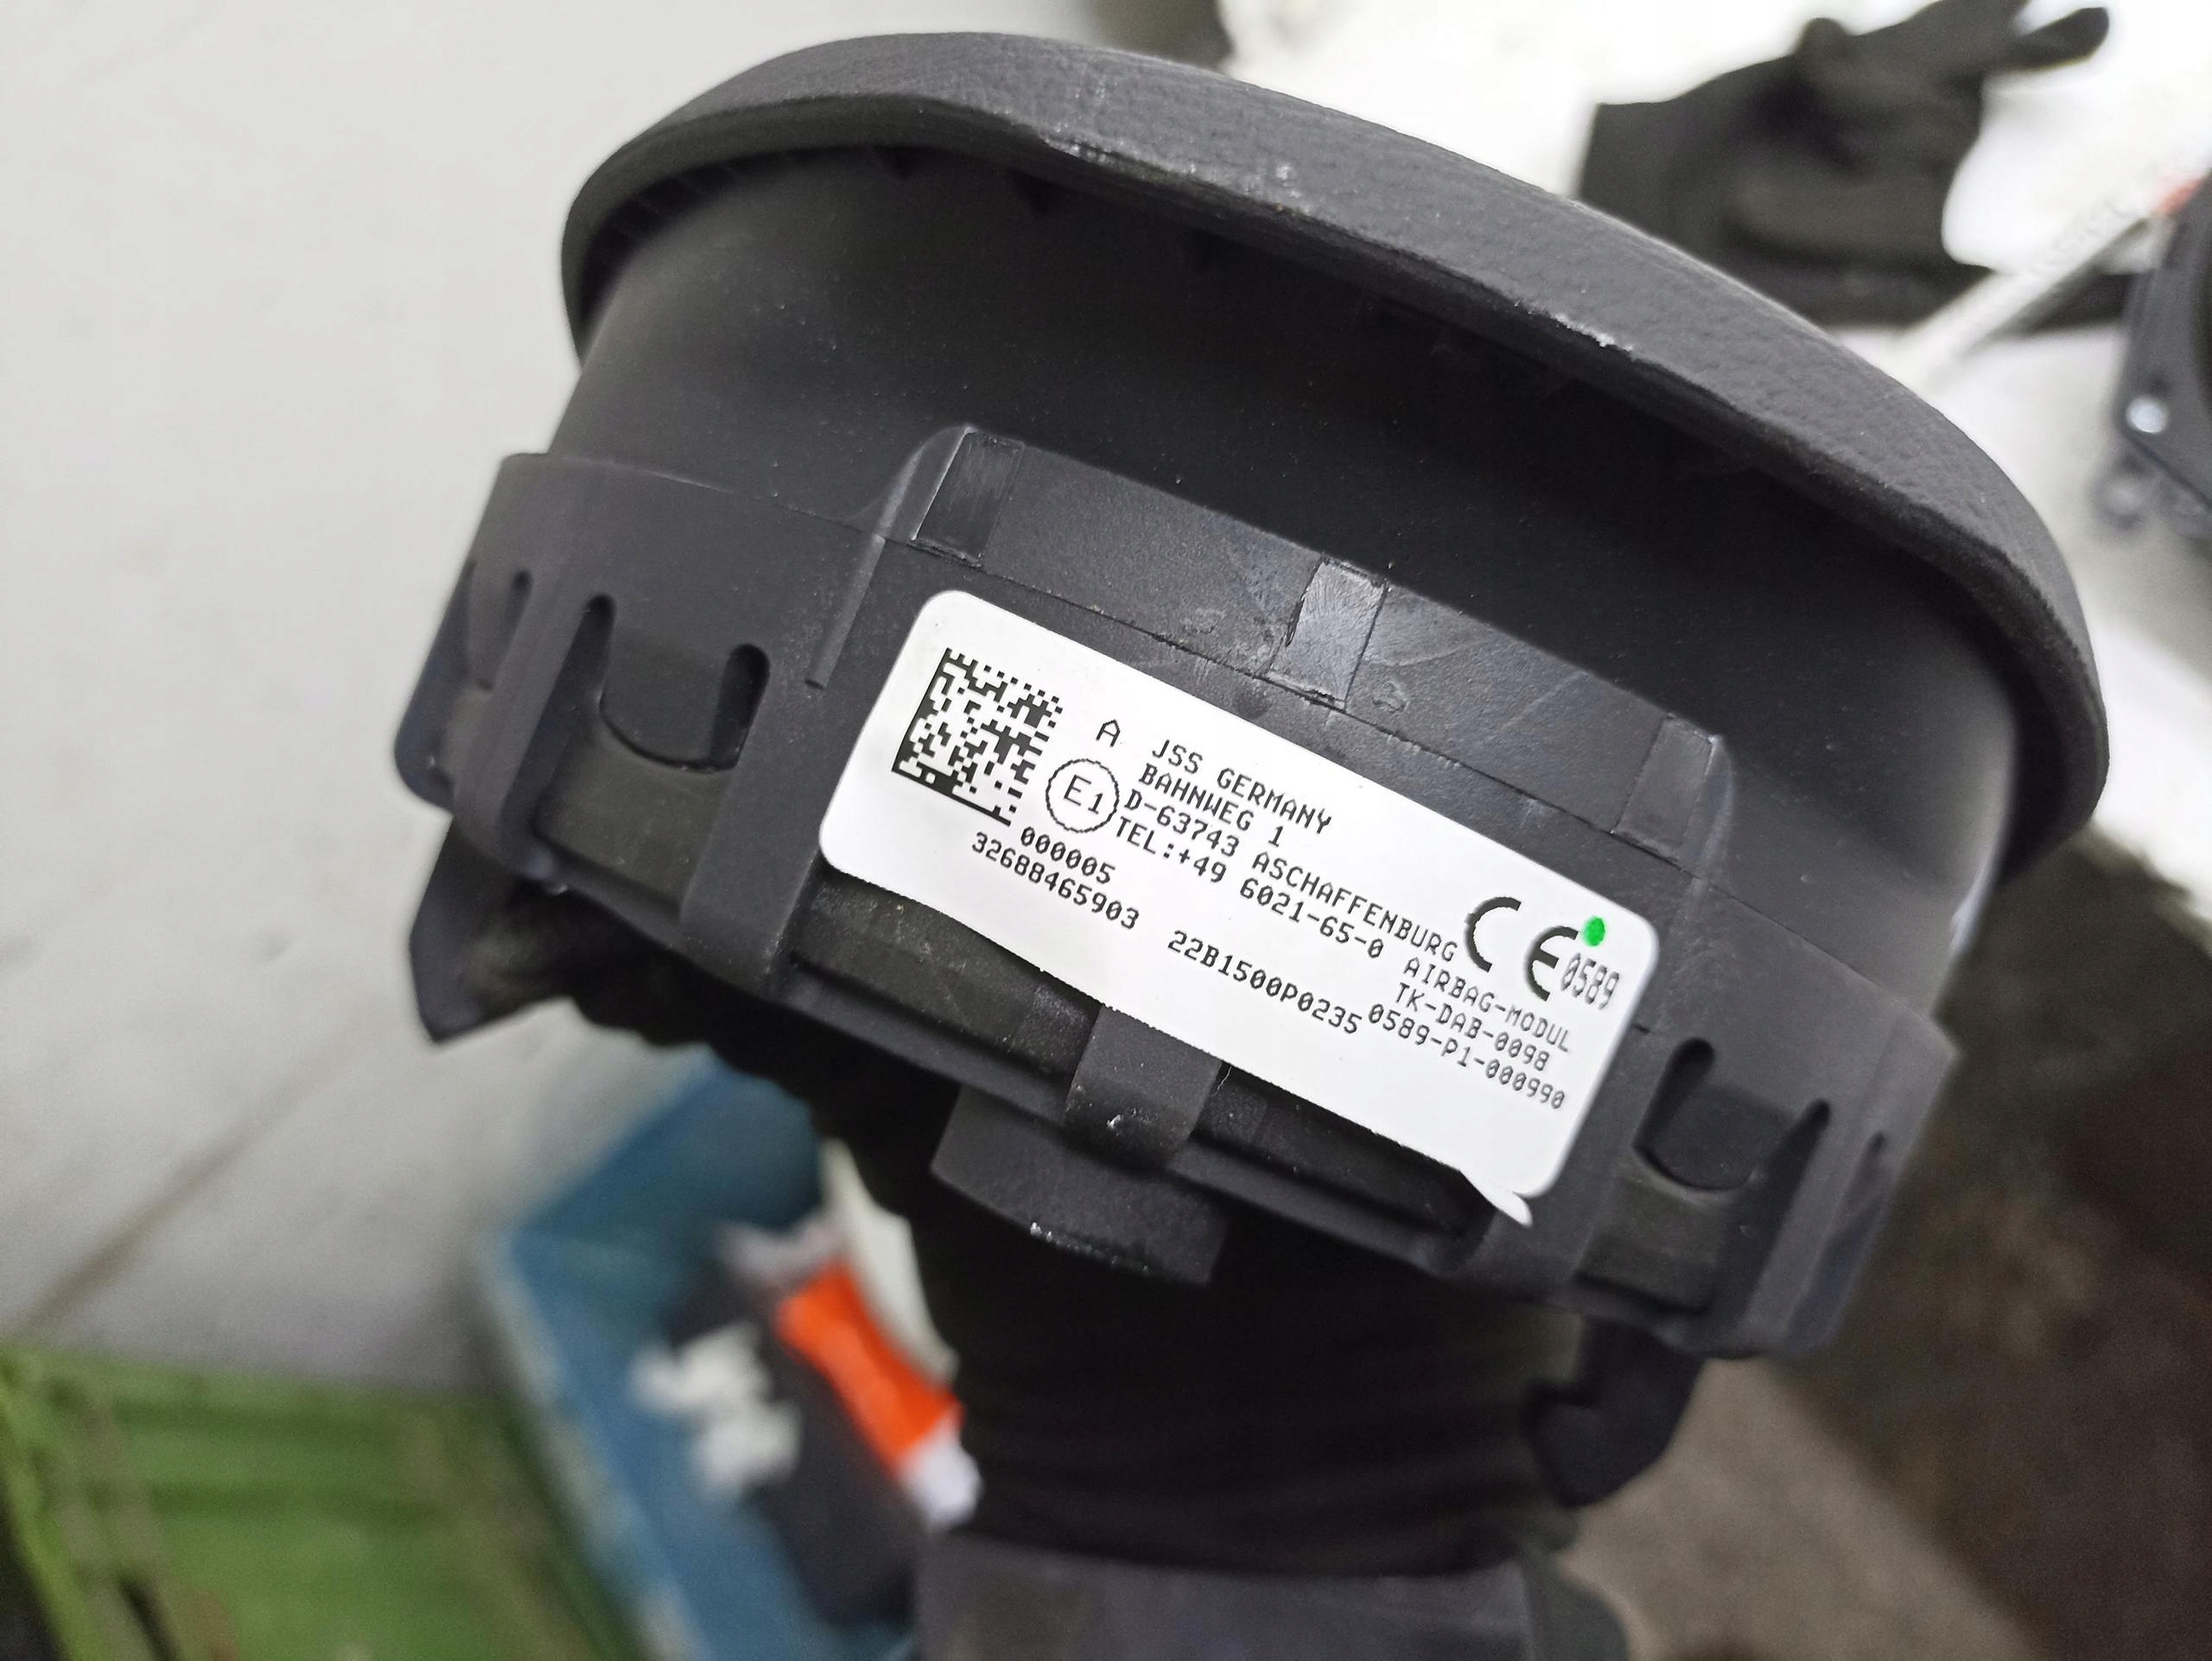 A JSS GERMANY
BAHNWEG 1
E1 D-63743 ASCHAFFENBURG
TEL:+49 6021-65-0
000005
32688465903 22B1500P0235
CE 0589
AIRBAG-MODUL
TK-DAB-0098
0589-P1-000990